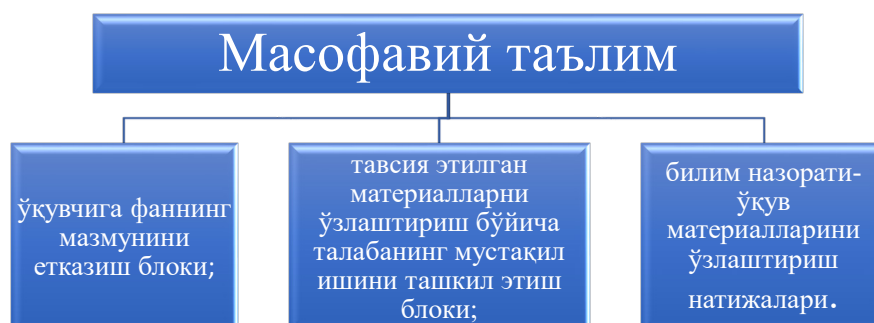 Масофавий таълим
ўқувчига фаннинг
мазмунини
етказиш блоки;
тавсия этилган
материалларни
ўзлаштириш бўйича
талабанинг мустақил
ишини ташкил этиш
блоки;
билим назорати-
ўқув
материалларини
ўзлаштириш
натижалари.